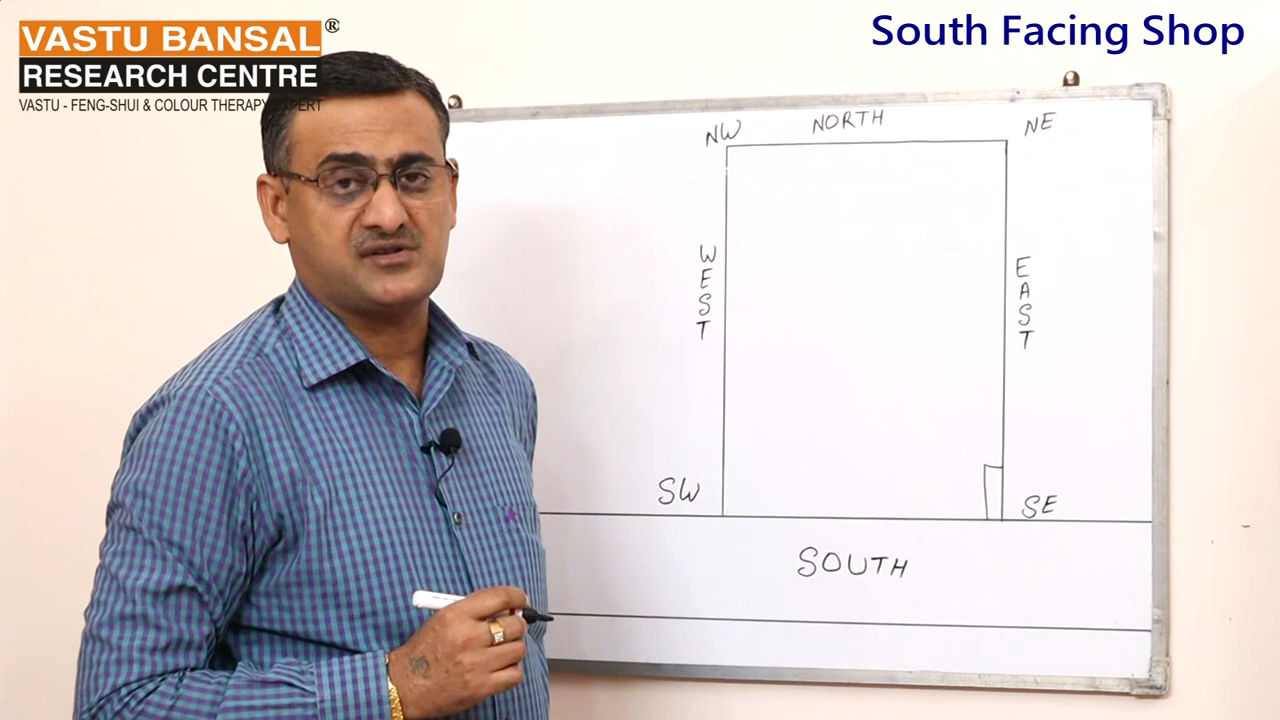 VASTU BANSAL®
RESEARCH CENTRE
VASTU - FENG-SHUI & COLOUR THERAPY EXPERT
South Facing Shop
NW NORTH NE
WEST
EAST
SW
SE
SOUTH